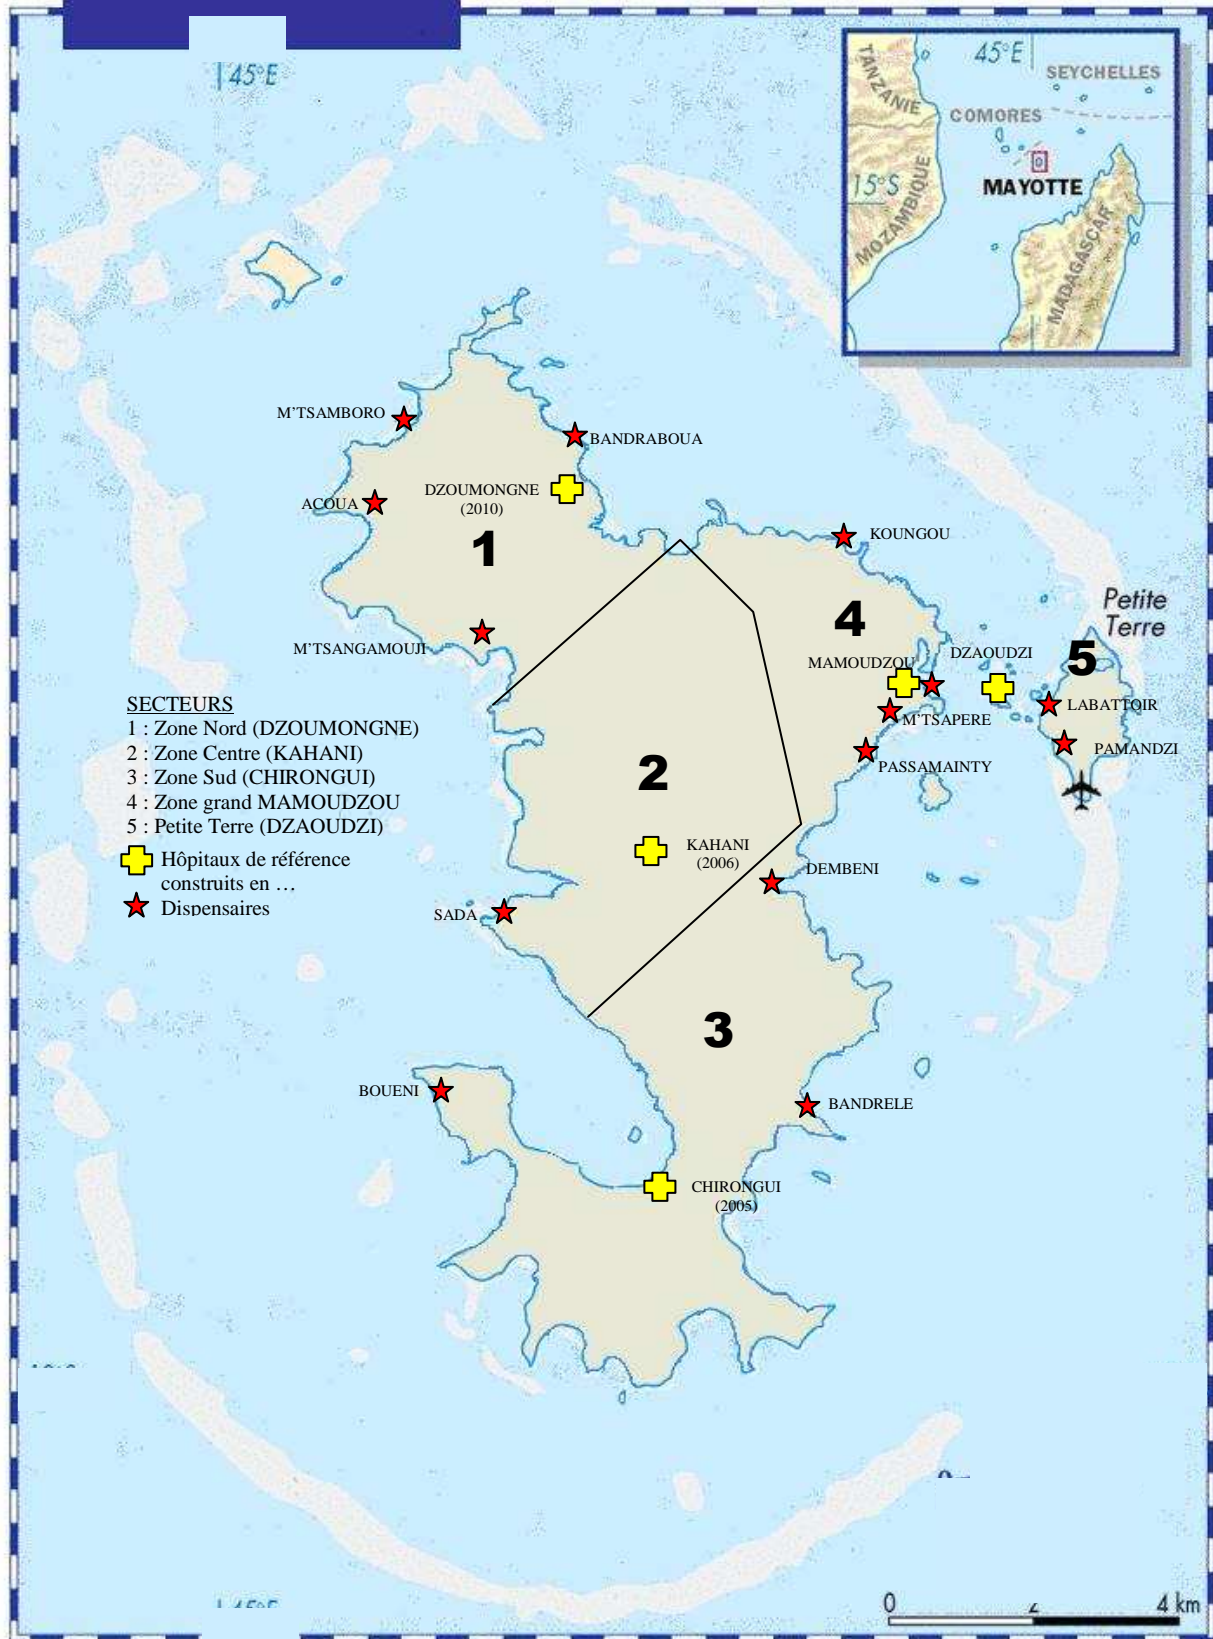 45°E
45°E
TANZANIE
SEYCHELLES
COMORES
15°S
MAYOTTE
MOZAMBIQUE
MADAGASCAR
M'TSAMBORO
BANDRABOUA
DZOUMONGNE
(2010)
ACOUA
KOUNGOU
1
Petite
Terre
4
M'TSANGAMOUJI
DZAOUDZI
5
MAMOUDZOU
LABATTOIR
M'TSAPERE
PAMANDZI
PASSAMAINTY
SECTEURS
1 : Zone Nord (DZOUMONGNE)
2 : Zone Centre (KAHANI)
3 : Zone Sud (CHIRONGUI)
4 : Zone grand MAMOUDZOU
5 : Petite Terre (DZAOUDZI)
Hôpitaux de référence
construits en …
Dispensaires
2
KAHANI
(2006)
DEMBENI
SADA
3
BOUENI
BANDRELE
CHIRONGUI
(2005)
0 2 4 km